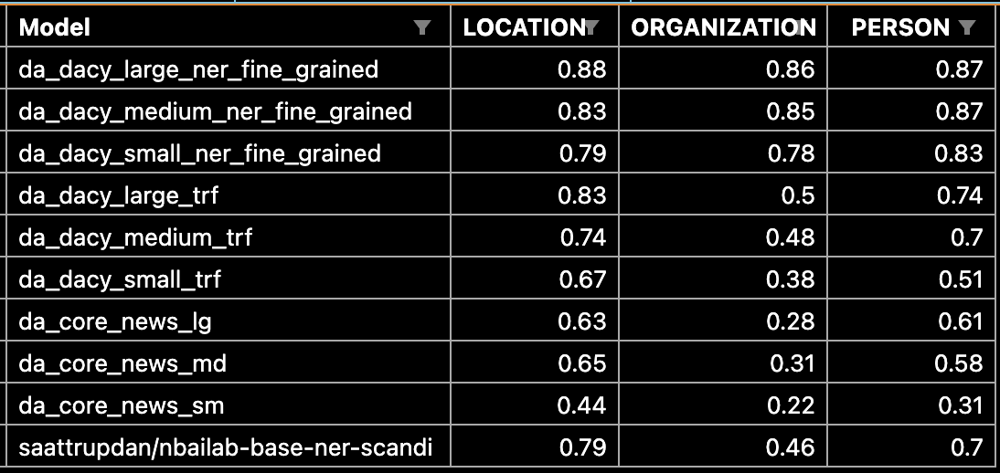 Model LOCATION ORGANIZATION PERSON
da_dacy_large_ner_fine_grained 0.88 0.86 0.87
da_dacy_medium_ner_fine_grained 0.83 0.85 0.87
da_dacy_small_ner_fine_grained 0.79 0.78 0.83
da_dacy_large_trf 0.83 0.5 0.74
da_dacy_medium_trf 0.74 0.48 0.7
da_dacy_small_trf 0.67 0.38 0.51
da_core_news_lg 0.63 0.28 0.61
da_core_news_md 0.65 0.31 0.58
da_core_news_sm 0.44 0.22 0.31
saattrupdan/nbailab-base-ner-scandi 0.79 0.46 0.7